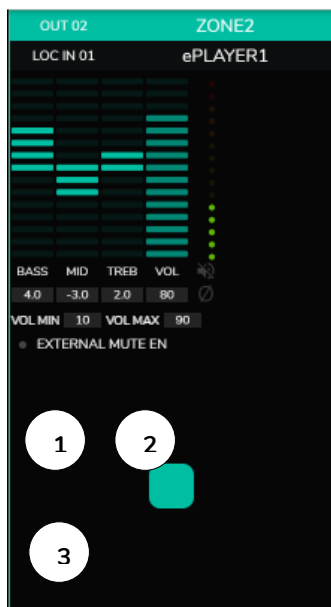 OUT 02 ZONE2
LOC IN 01 ePLAYER1
BASS MID TREB VOL
4.0 -3.0 2.0 80
VOL MIN 10 VOL MAX 90
EXTERNAL MUTE EN
1 2
3